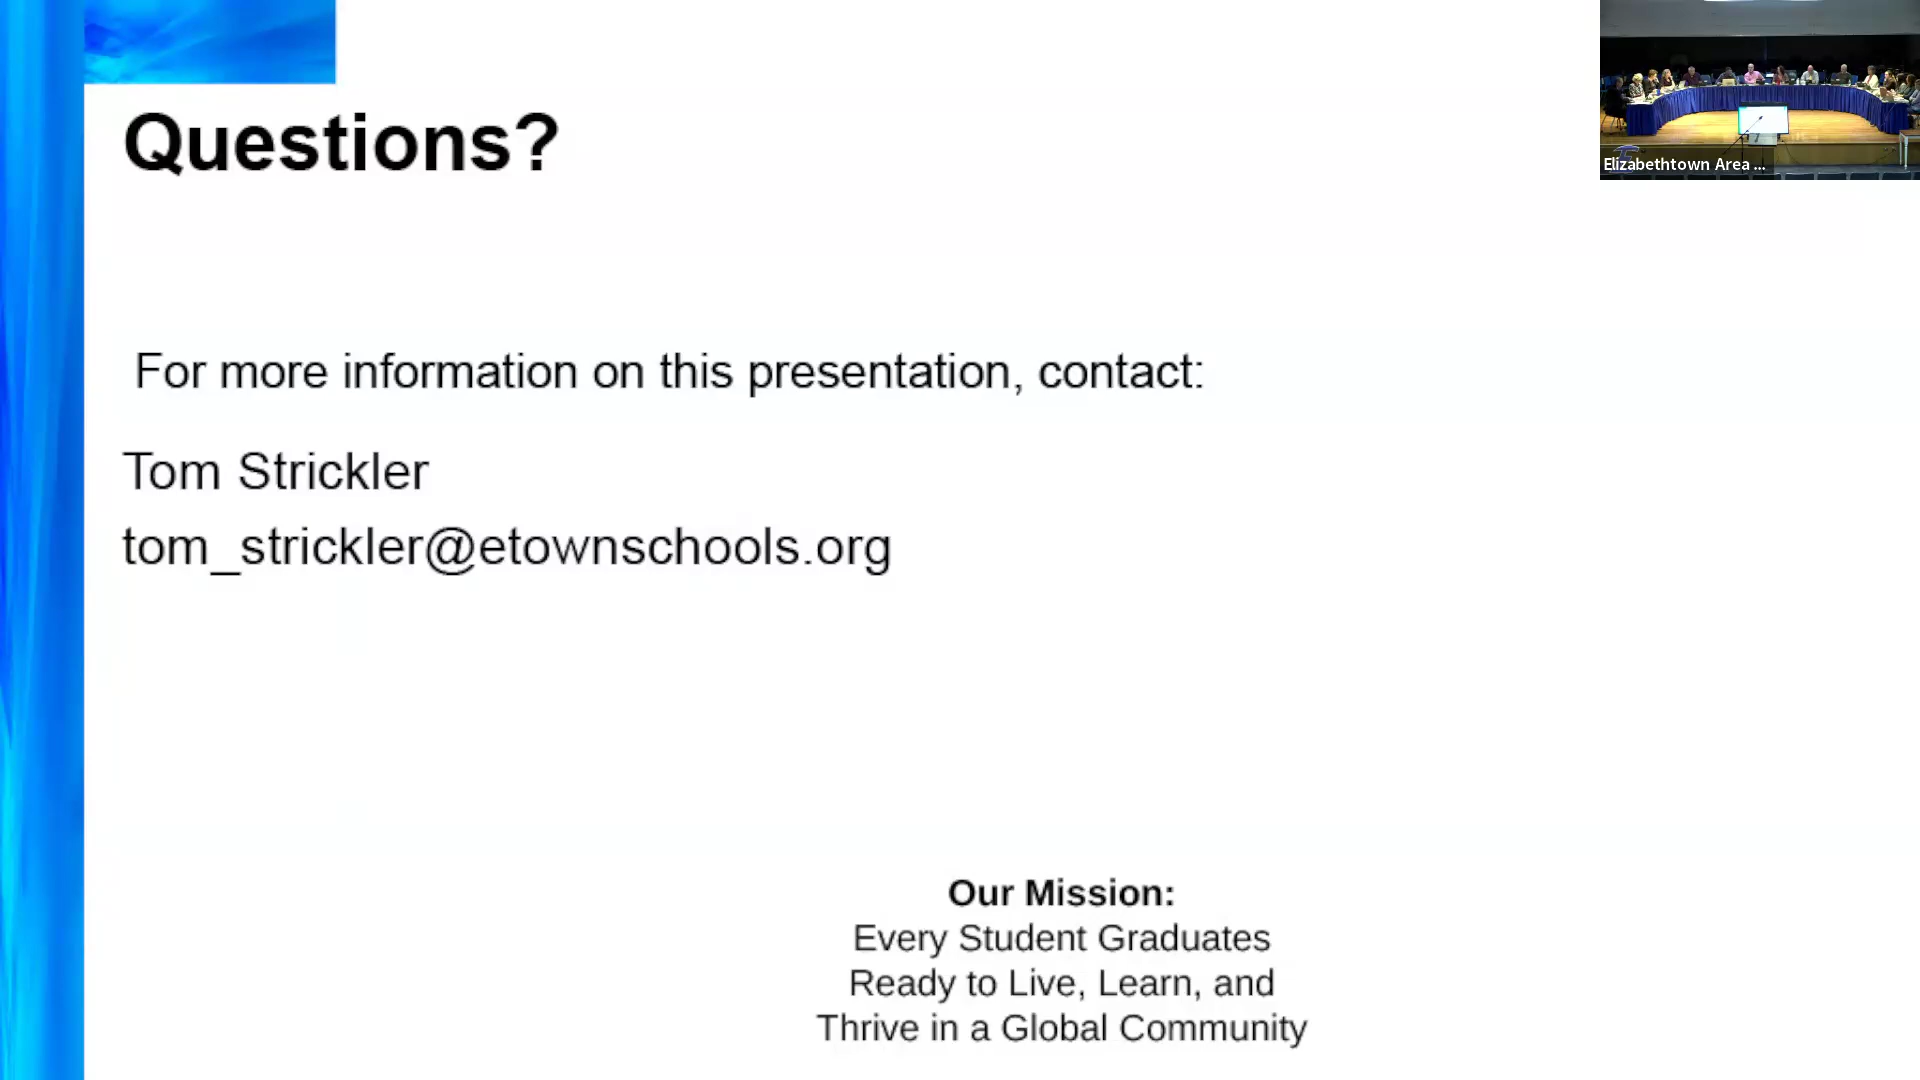 Questions?
For more information on this presentation, contact:
Tom Strickler
tom_strickler@etownschools.org
Our Mission:
Every Student Graduates
Ready to Live, Learn, and
Thrive in a Global Community
Elizabethtown Area ...